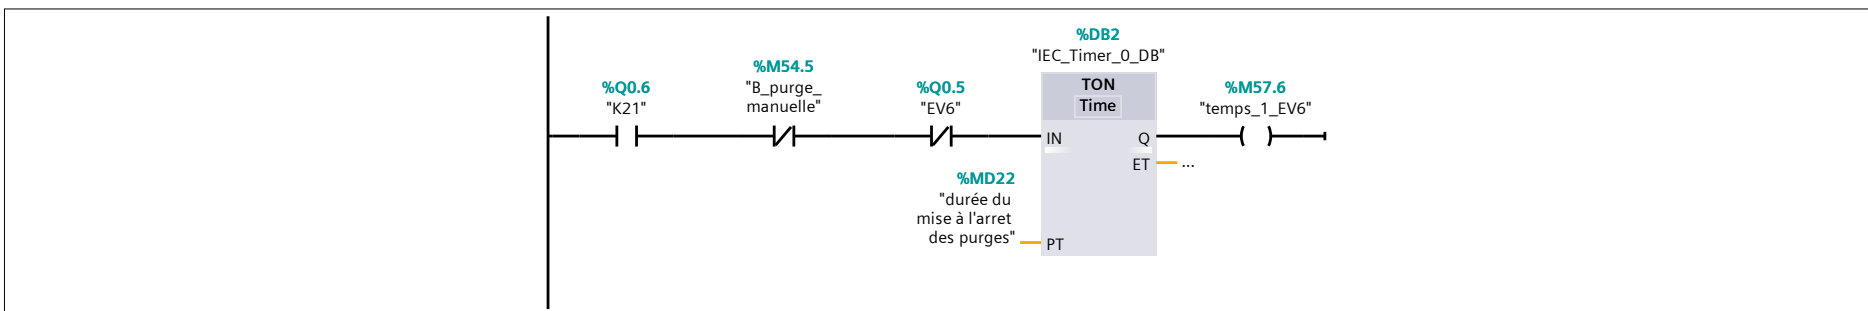 %DB2
"IEC_Timer_0_DB"
%M54.5
"B_purge_
manuelle"
%Q0.6
"K21"
%Q0.5
"EV6"
TON
Time
%M57.6
"temps_1_EV6"
IN
Q
ET
...
%MD22
"durée du
mise à l'arret
des purges"
PT